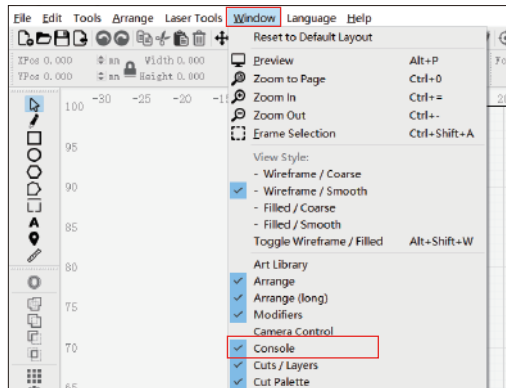 File Edit Tools Arrange Laser Tools Window Language Help
Reset to Default Layout
XPos 0.000 mm Width 0.000
YPos 0.000 mm Height 0.000
Preview Alt+P
Zoom to Page Ctrl+0
Zoom In Ctrl+=
Zoom Out Ctrl+-
Frame Selection Ctrl+Shift+A
View Style:
- Wireframe / Coarse
- Wireframe / Smooth
- Filled / Coarse
- Filled / Smooth
Toggle Wireframe / Filled Alt+Shift+W
Art Library
Arrange
Arrange (long)
Modifiers
Camera Control
Console
Cuts / Layers
Cut Palette
-30 -25 -20
100
95
90
85
80
75
70
65